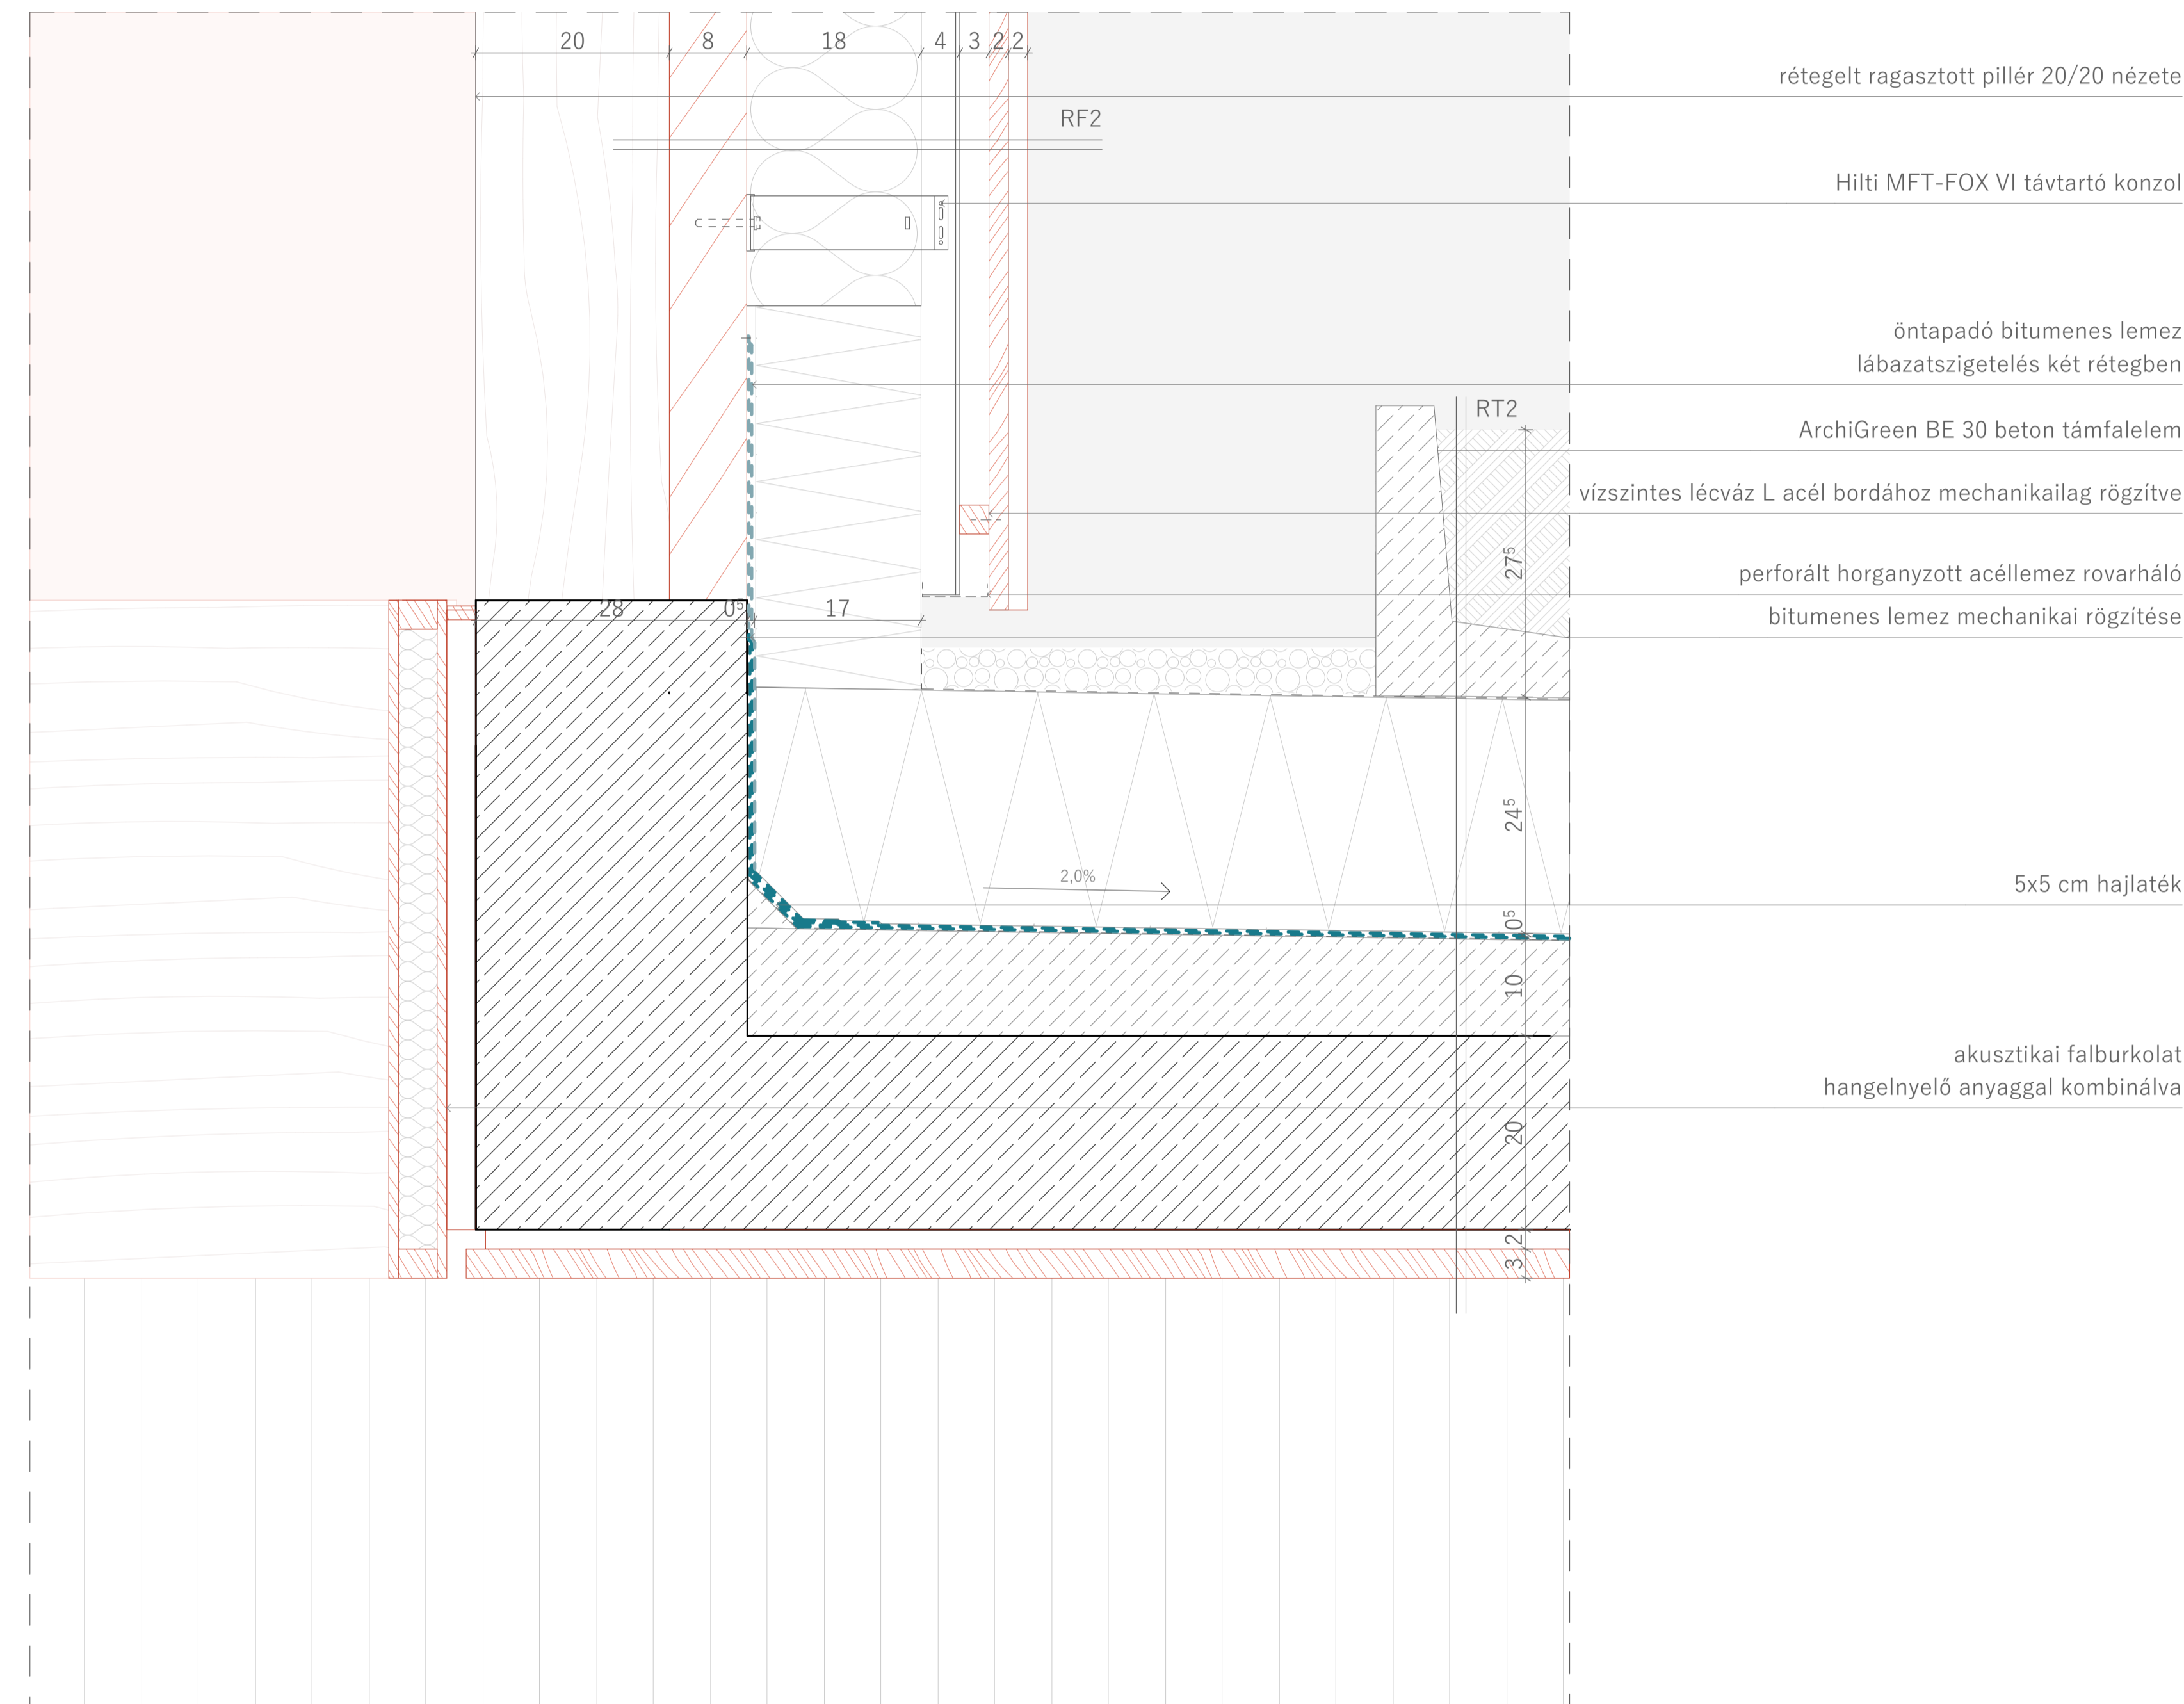 20 8 18 4 3 2 2
rétegelt ragasztott pillér 20/20 nézete
RF2
Hilti MFT-FOX VI távtartó konzol
öntapadó bitumenes lemez
lábazatszigetelés két rétegben
RT2
ArchiGreen BE 30 beton támfalelem
vízszintes lécváz L acél bordához mechanikailag rögzítve
27⁵
perforált horganyzott acéllemez rovarháló
28 0⁵ 17
bitumenes lemez mechanikai rögzítése
24⁵
2,0%
5x5 cm hajlaték
0⁵
10
akusztikai falburkolat
hangelnyelő anyaggal kombinálva
20
2
3